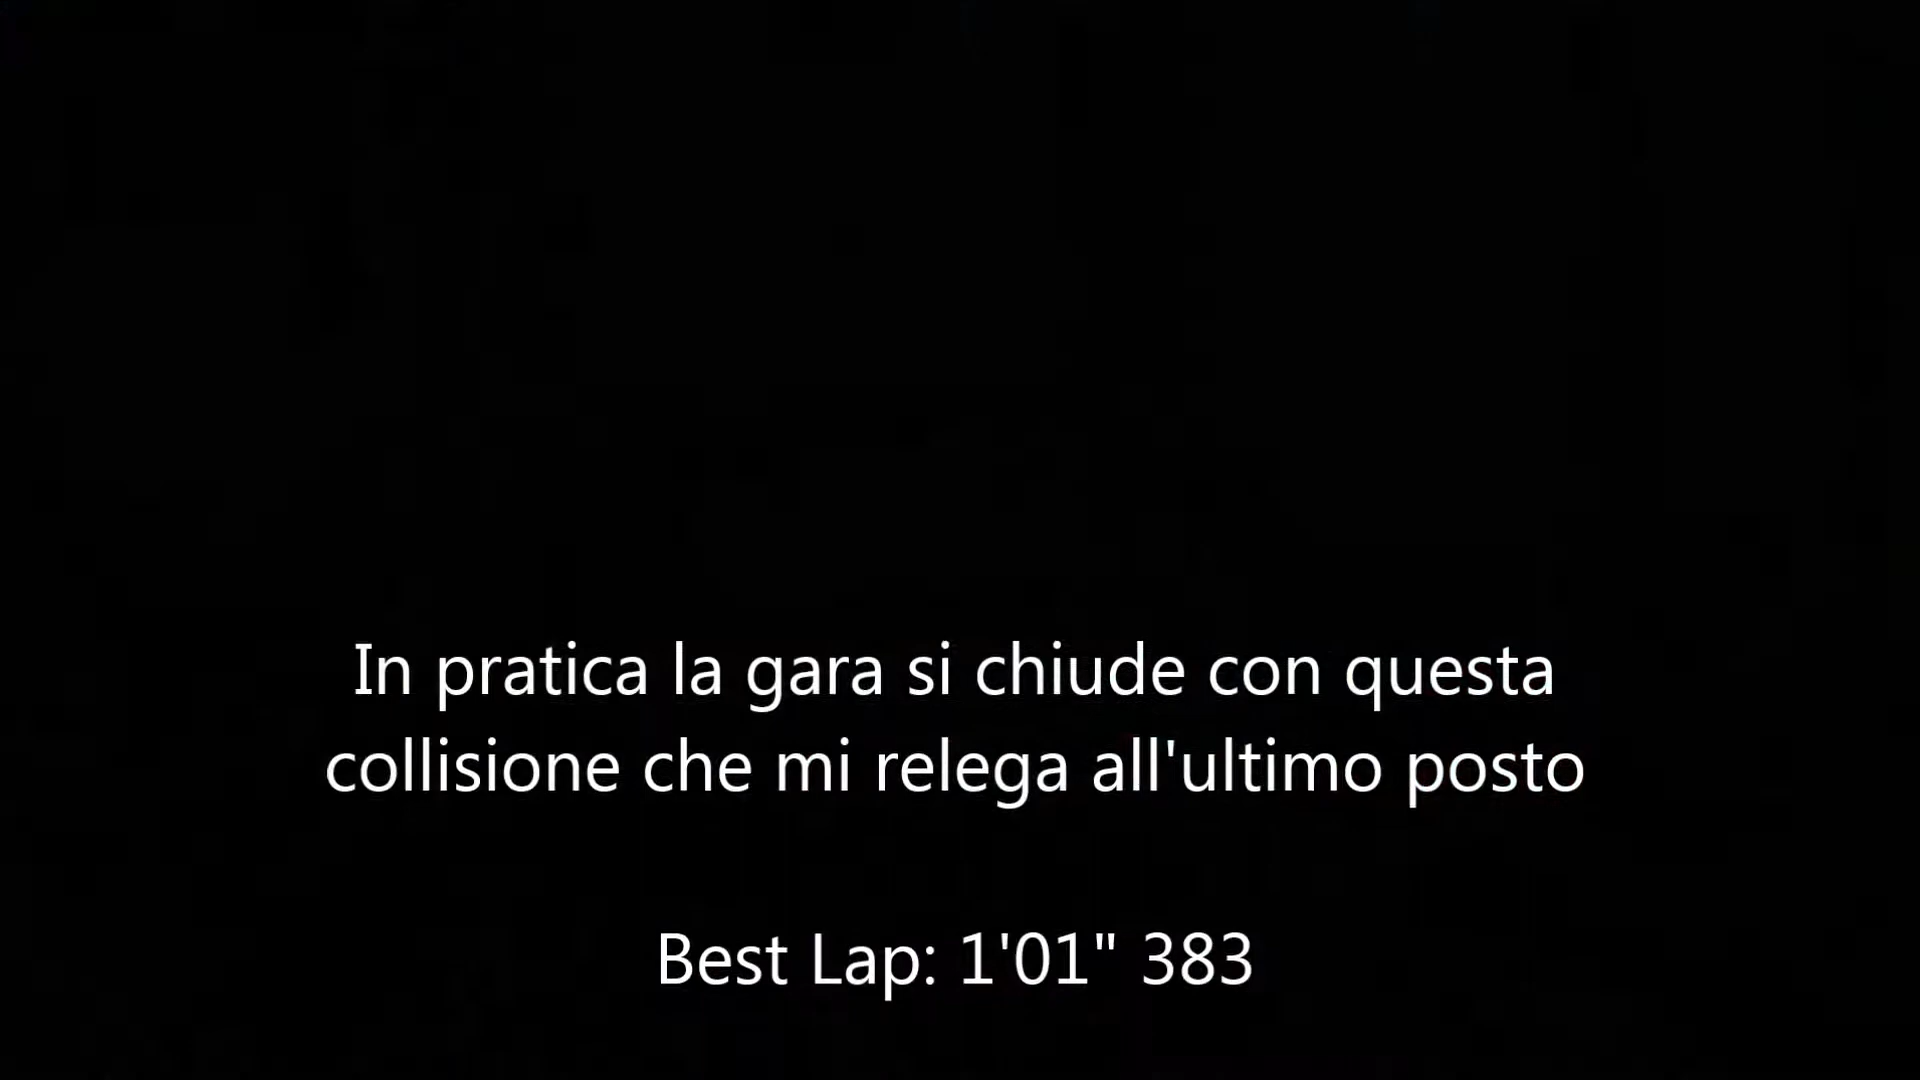 In pratica la gara si chiude con questa
collisione che mi relega all'ultimo posto
Best Lap: 1'01" 383